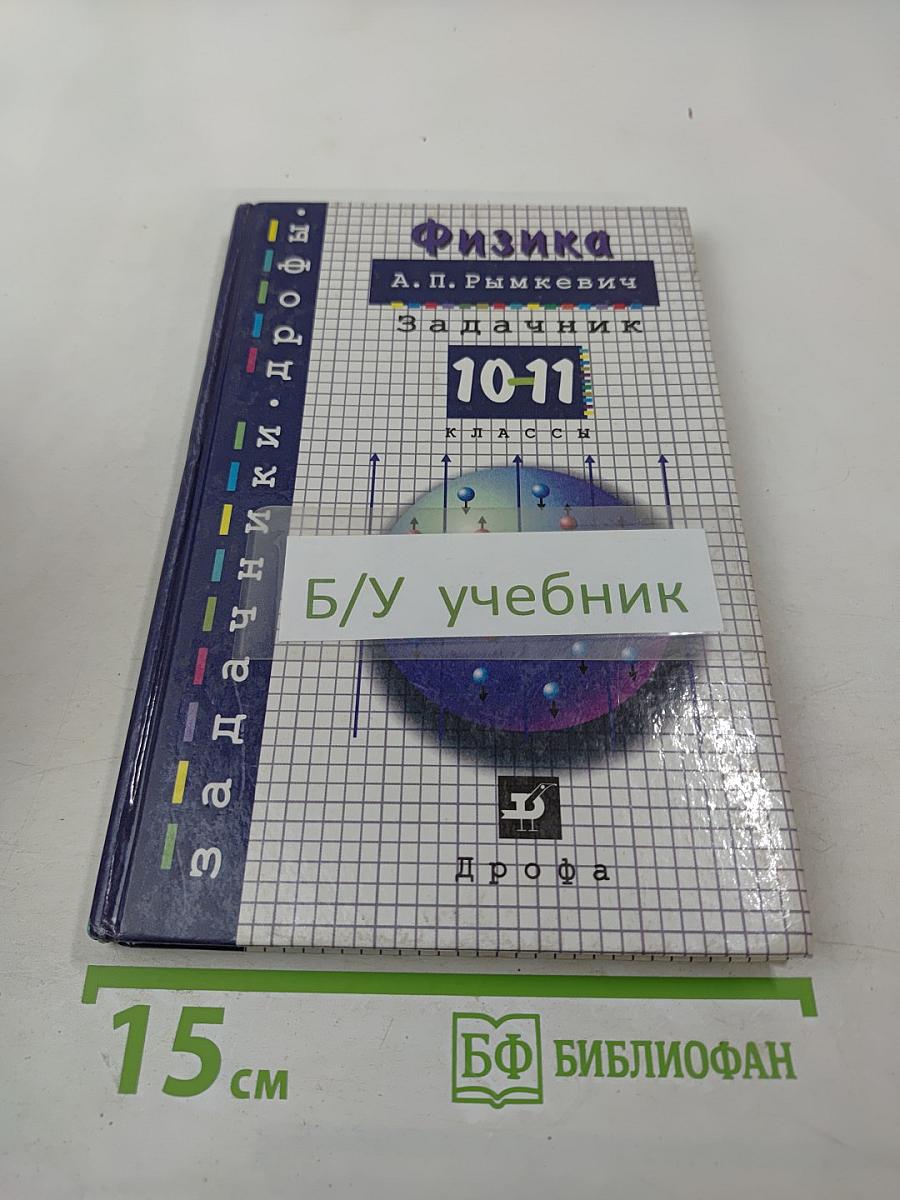 Физика
А.П.Рымкевич
Задачник
10-11
классы
Б/У учебник
Дрофа
задачники·дрофы·
15 см
БФ БИБЛИОФАН